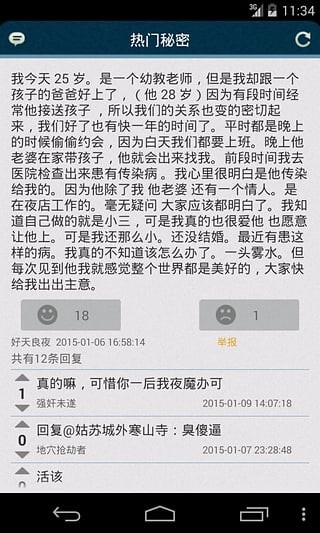 3G 11:34
热门秘密
我今天 25 岁。是一个幼教老师，但是我却跟一个
孩子的爸爸好上了，（他 28 岁）因为有段时间经
常他接送孩子 ，所以我们的关系也变的密切起
来，我们好了也有快一年的时间了。平时都是晚上
的时候偷偷约会，因为白天我们都要上班。晚上他
老婆在家带孩子，他就会出来找我。前段时间我去
医院检查出来患有传染病 。我心里很明白是他传染
给我的。因为他除了我 他老婆 还有一个情人。是
在夜店工作的。毫无疑问 大家应该都明白了。我知
道自己做的就是小三，可是我真的也很爱他 也愿意
让他上。可是我还那么小。还没结婚。最近有患这
样的病。我真的不知道该怎么办了。一头雾水。但
每次见到他我就感觉整个世界都是美好的，大家快
给我出出主意。
18
1
好天良夜 2015-01-06 16:58:14
举报
共有12条回复
真的嘛，可惜你一后我夜魔办可
1
强奸未遂 2015-01-09 14:07:18
回复@姑苏城外寒山寺：臭傻逼
0
地穴抢劫者 2015-01-07 23:28:48
活该
0